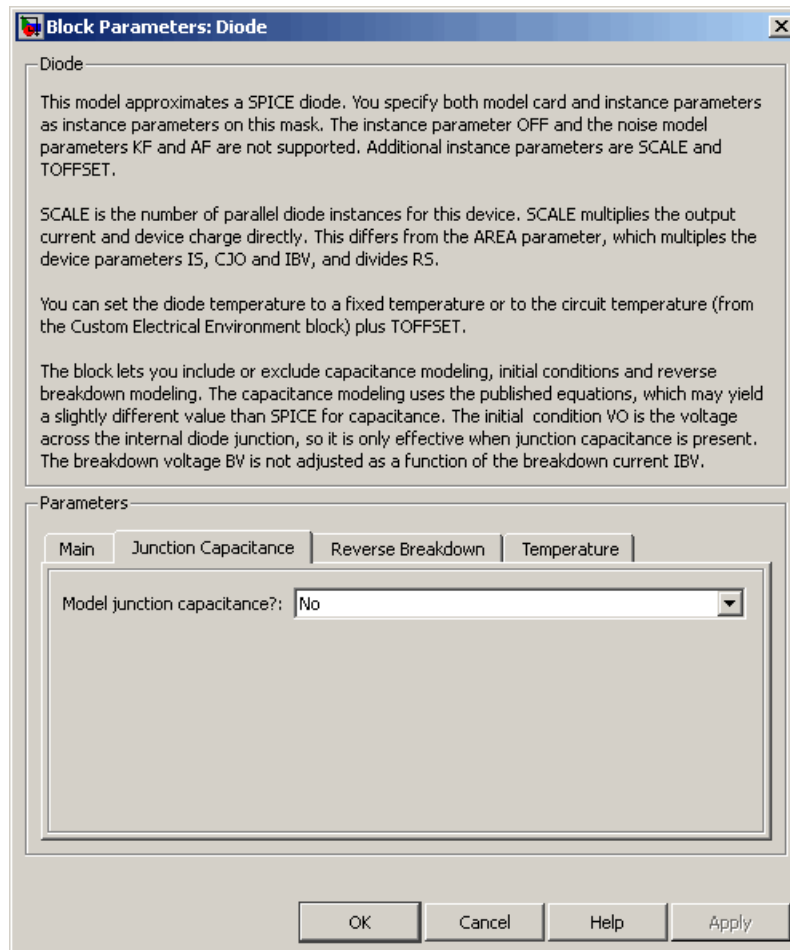 Block Parameters: Diode
Diode
This model approximates a SPICE diode. You specify both model card and instance parameters
as instance parameters on this mask. The instance parameter OFF and the noise model
parameters KF and AF are not supported. Additional instance parameters are SCALE and
TOFFSET.
SCALE is the number of parallel diode instances for this device. SCALE multiplies the output
current and device charge directly. This differs from the AREA parameter, which multiples the
device parameters IS, CJO and IBV, and divides RS.
You can set the diode temperature to a fixed temperature or to the circuit temperature (from
the Custom Electrical Environment block) plus TOFFSET.
The block lets you include or exclude capacitance modeling, initial conditions and reverse
breakdown modeling. The capacitance modeling uses the published equations, which may yield
a slightly different value than SPICE for capacitance. The initial condition VO is the voltage
across the internal diode junction, so it is only effective when junction capacitance is present.
The breakdown voltage BV is not adjusted as a function of the breakdown current IBV.
Parameters
Main Junction Capacitance Reverse Breakdown Temperature
Model junction capacitance?: No
OK Cancel Help Apply